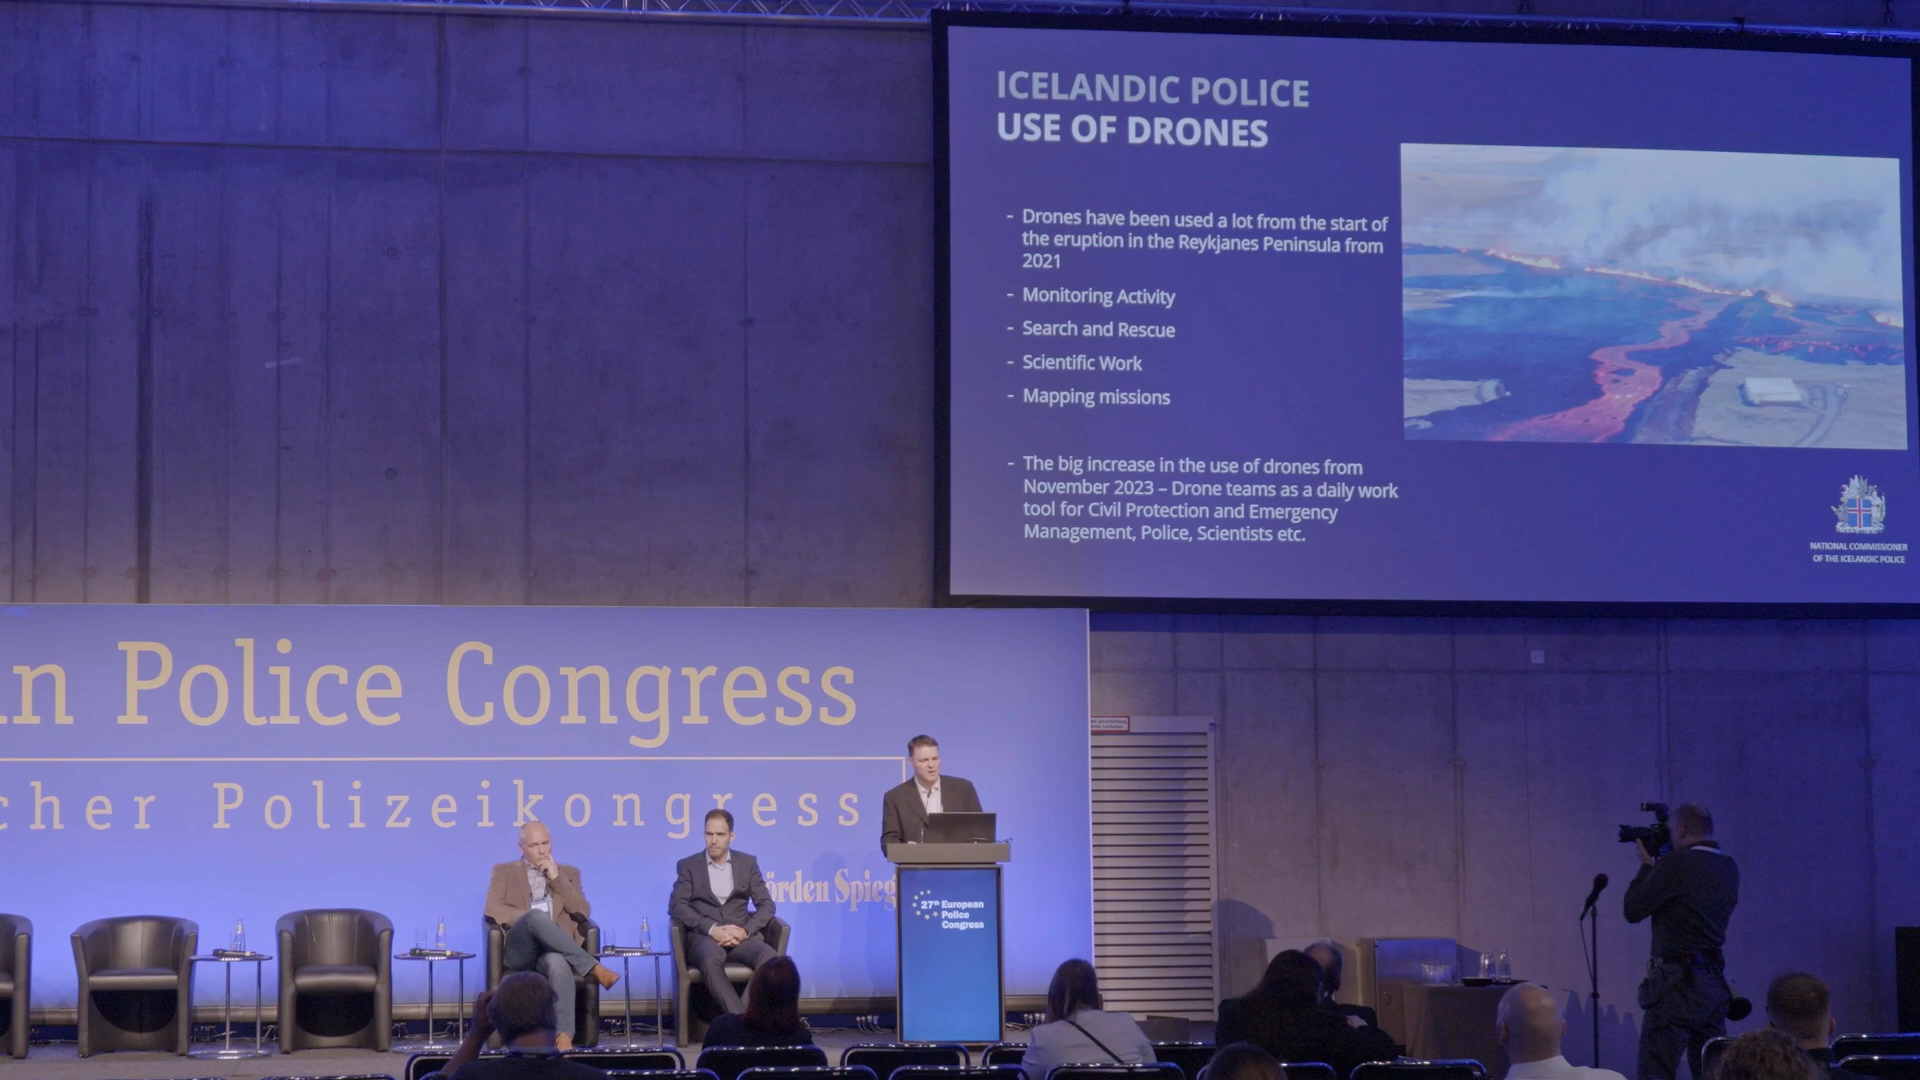 ICELANDIC POLICE
USE OF DRONES
- Drones have been used a lot from the start of
the eruption in the Reykjanes Peninsula from
2021
- Monitoring Activity
- Search and Rescue
- Scientific Work
- Mapping missions
- The big increase in the use of drones from
November 2023 – Drone teams as a daily work
tool for Civil Protection and Emergency
Management, Police, Scientists etc.
NATIONAL COMMISSIONER
OF THE ICELANDIC POLICE
an Police Congress
cher Polizeikongress
örden Spieg
27th European
Police
Congress